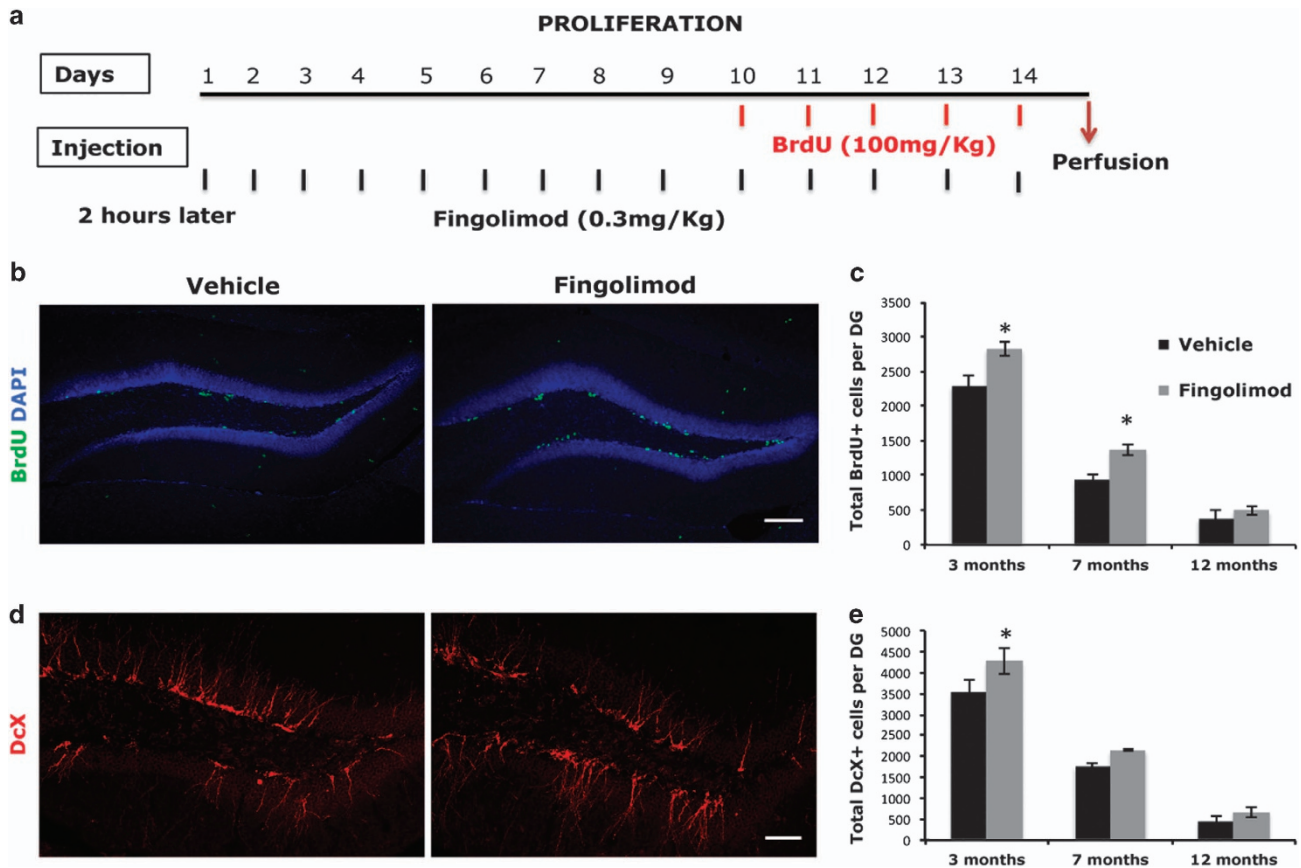 a
PROLIFERATION
Days
1 2 3 4 5 6 7 8 9 10 11 12 13 14
Injection
BrdU (100mg/Kg)
Perfusion
2 hours later
Fingolimod (0.3mg/Kg)
b
Vehicle
Fingolimod
BrdU DAPI
c
Total BrdU+ cells per DG
3500
3000
2500
2000
1500
1000
500
0
*
*
Vehicle
Fingolimod
3 months
7 months
12 months
d
DcX
e
Total DcX+ cells per DG
5000
4500
4000
3500
3000
2500
2000
1500
1000
500
0
*
3 months
7 months
12 months